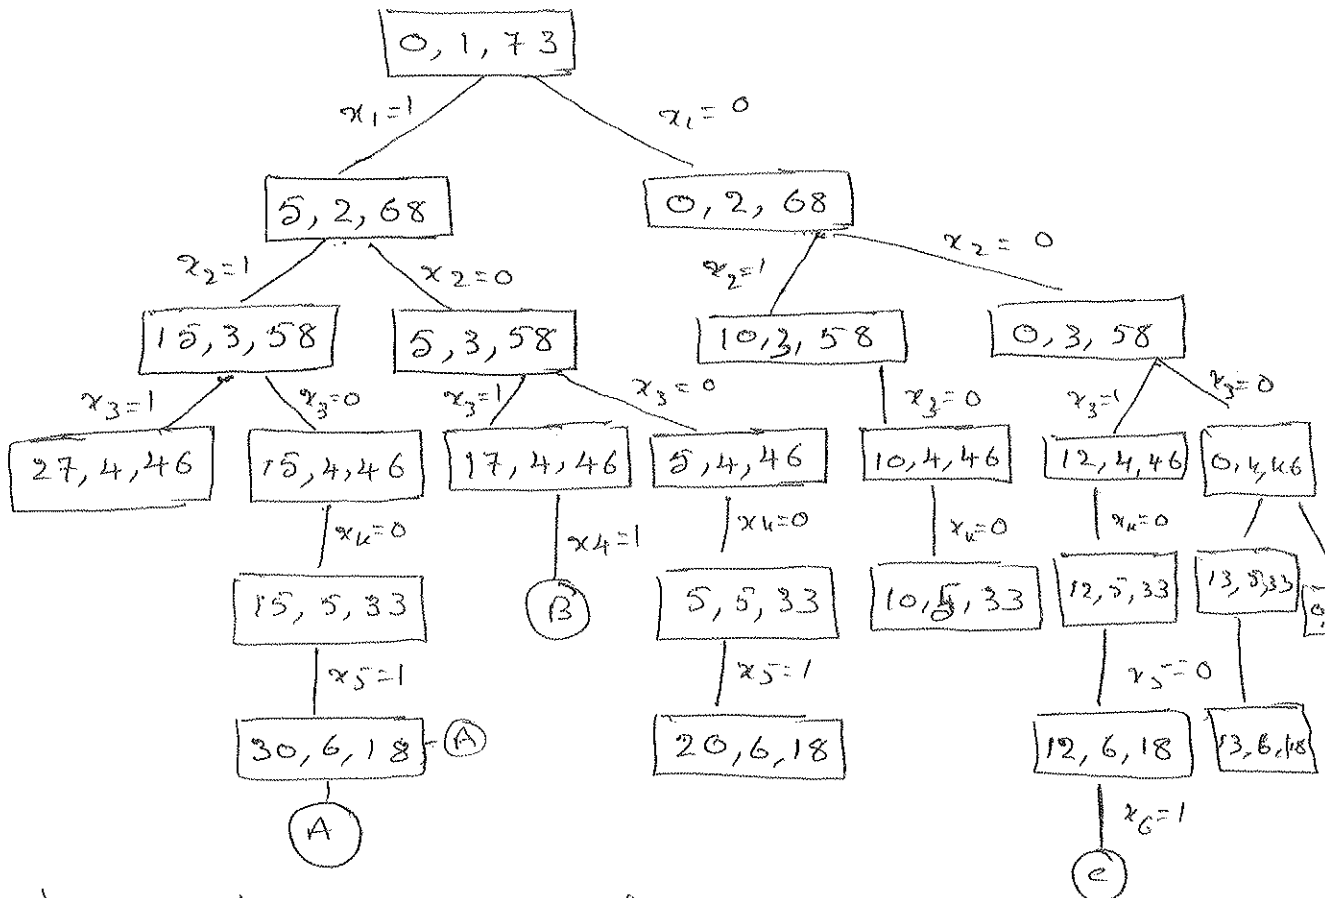 0, 1, 73
x₁=1 x₁=0
5, 2, 68 0, 2, 68
x₂=1 x₂=0 x₂=1 x₂=0
15, 3, 58 5, 3, 58 10, 3, 58 0, 3, 58
x₃=1 x₃=0 x₃=1 x₃=0 x₃=0 x₃=1 x₃=0
27, 4, 46 15, 4, 46 17, 4, 46 5, 4, 46 10, 4, 46 12, 4, 46 0, 4, 46
x₄=0 x4=1 x₄=0 x₄=0 x₄=0
15, 5, 33 B 5, 5, 33 10, 5, 33 12, 5, 33 13, 5, 33
x5=1 x5=1 x5=0
30, 6, 18 A 20, 6, 18 12, 6, 18 13, 6, 18
A x₆=1
C